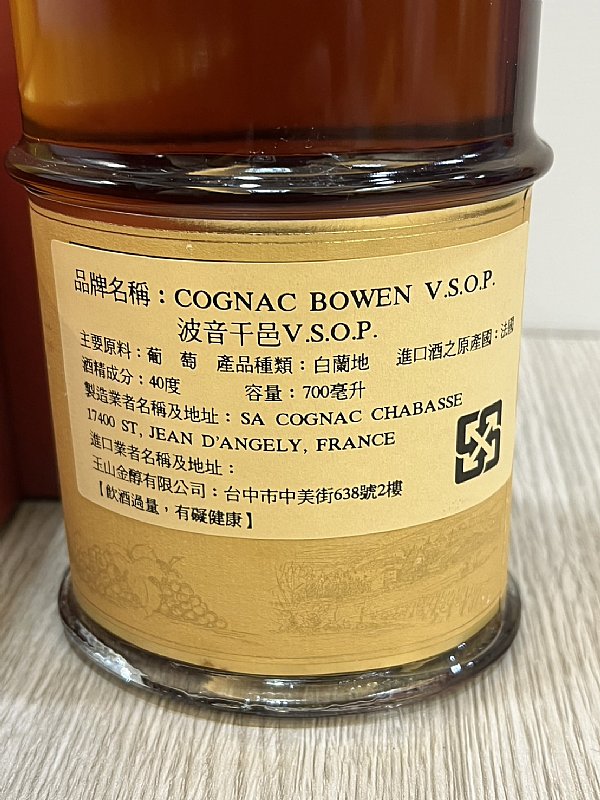 品牌名稱：COGNAC BOWEN V.S.O.P.
波音干邑V.S.O.P.
主要原料：葡 萄 產品種類：白蘭地 進口酒之原產國：法國
酒精成分：40度 容量：700毫升
製造業者名稱及地址：SA COGNAC CHABASSE
17400 ST, JEAN D'ANGELY, FRANCE
進口業者名稱及地址：
王山金醇有限公司：台中市中美街638號2樓
【飲酒過量，有礙健康】